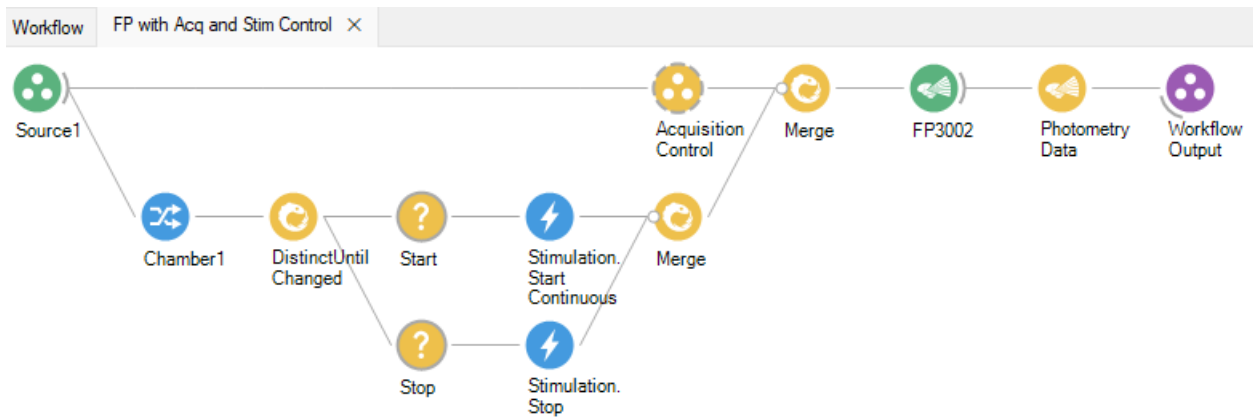 Workflow
FP with Acq and Stim Control
Source1
Acquisition
Control
Merge
FP3002
Photometry
Data
Workflow
Output
Chamber1
DistinctUntil
Changed
?
Start
Stimulation.
Start
Continuous
Merge
?
Stop
Stimulation.
Stop